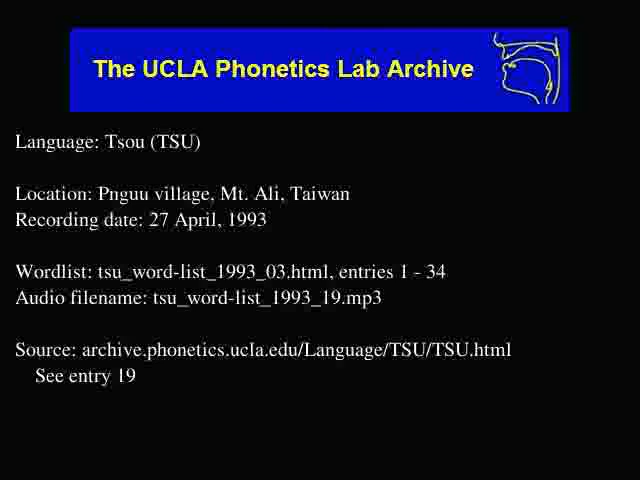 The UCLA Phonetics Lab Archive
Language: Tsou (TSU)
Location: Pnguu village, Mt. Ali, Taiwan
Recording date: 27 April, 1993
Wordlist: tsu_word-list_1993_03.html, entries 1 - 34
Audio filename: tsu_word-list_1993_19.mp3
Source: archive.phonetics.ucla.edu/Language/TSU/TSU.html
See entry 19